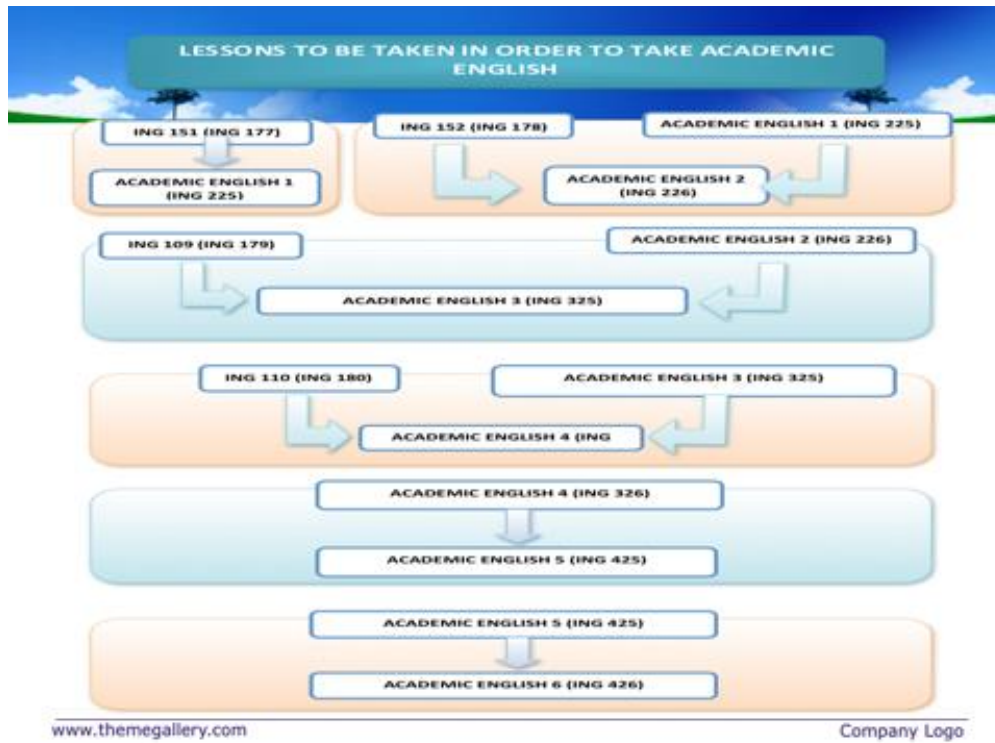 LESSONS TO BE TAKEN IN ORDER TO TAKE ACADEMIC
ENGLISH
ING 151 (ING 177)
ACADEMIC ENGLISH 1
(ING 225)
ING 152 (ING 178)
ACADEMIC ENGLISH 1 (ING 225)
ACADEMIC ENGLISH 2
(ING 226)
ING 109 (ING 179)
ACADEMIC ENGLISH 2 (ING 226)
ACADEMIC ENGLISH 3 (ING 325)
ING 110 (ING 180)
ACADEMIC ENGLISH 3 (ING 325)
ACADEMIC ENGLISH 4 (ING
ACADEMIC ENGLISH 4 (ING 326)
ACADEMIC ENGLISH 5 (ING 425)
ACADEMIC ENGLISH 5 (ING 425)
ACADEMIC ENGLISH 6 (ING 426)
www.themegallery.com
Company Logo